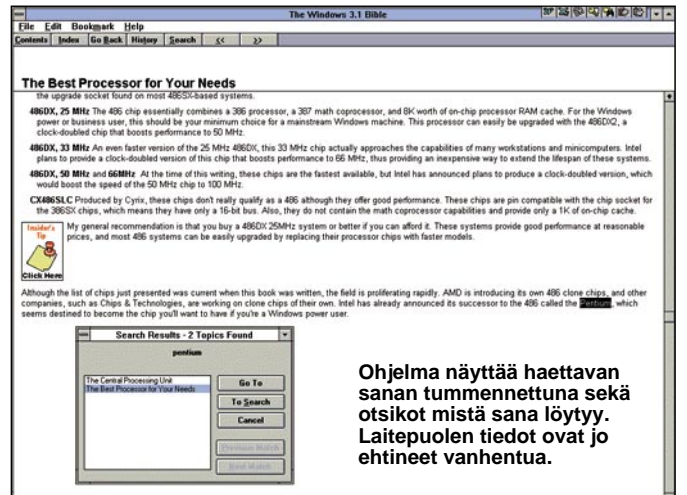 The Windows 3.1 Bible
File Edit Bookmark Help
Contents Index Go Back History Search << >>
The Best Processor for Your Needs
the upgrade socket found on most 486SX-based systems.
486DX, 25 MHz The 486 chip essentially combines a 386 processor, a 387 math coprocessor, and 8K worth of on-chip processor RAM cache. For the Windows
power or business user, this should be your minimum choice for a mainstream Windows machine. This processor can easily be upgraded with the 486DX2, a
clock-doubled chip that boosts performance to 50 MHz.
486DX, 33 MHz An even faster version of the 25 MHz 486DX, this 33 MHz chip actually approaches the capabilities of many workstations and minicomputers. Intel
plans to provide a clock-doubled version of this chip that boosts performance to 66 MHz, thus providing an inexpensive way to extend the lifespan of these systems.
486DX, 50 MHz and 66MHz At the time of this writing, these chips are the fastest available, but Intel has announced plans to produce a clock-doubled version, which
would boost the speed of the 50 MHz chip to 100 MHz.
CX486SLC Produced by Cyrix, these chips don't really qualify as a 486 although they offer good performance. These chips are pin compatible with the chip socket for
the 386SX chips, which means they have only a 16-bit bus. Also, they do not contain the math coprocessor capabilities and provide only a 1K of on-chip cache.
Insider's
Tip
Click Here
My general recommendation is that you buy a 486DX 25MHz system or better if you can afford it. These systems provide good performance at reasonable
prices, and most 486 systems can be easily upgraded by replacing their processor chips with faster models.
Although the list of chips just presented was current when this book was written, the field is proliferating rapidly. AMD is introducing its own 486 clone chips, and other
companies, such as Chips & Technologies, are working on clone chips of their own. Intel has already announced its successor to the 486 called the Pentium, which
seems destined to become the chip you'll want to have if you're a Windows power user.
Search Results - 2 Topics Found
pentium
The Central Processing Unit
The Best Processor for Your Needs
Go To
To Search
Cancel
Previous Match
Next Match
Ohjelma näyttää haettavan
sanan tummennettuna sekä
otsikot mistä sana löytyy.
Laitepuolen tiedot ovat jo
ehtineet vanhentua.